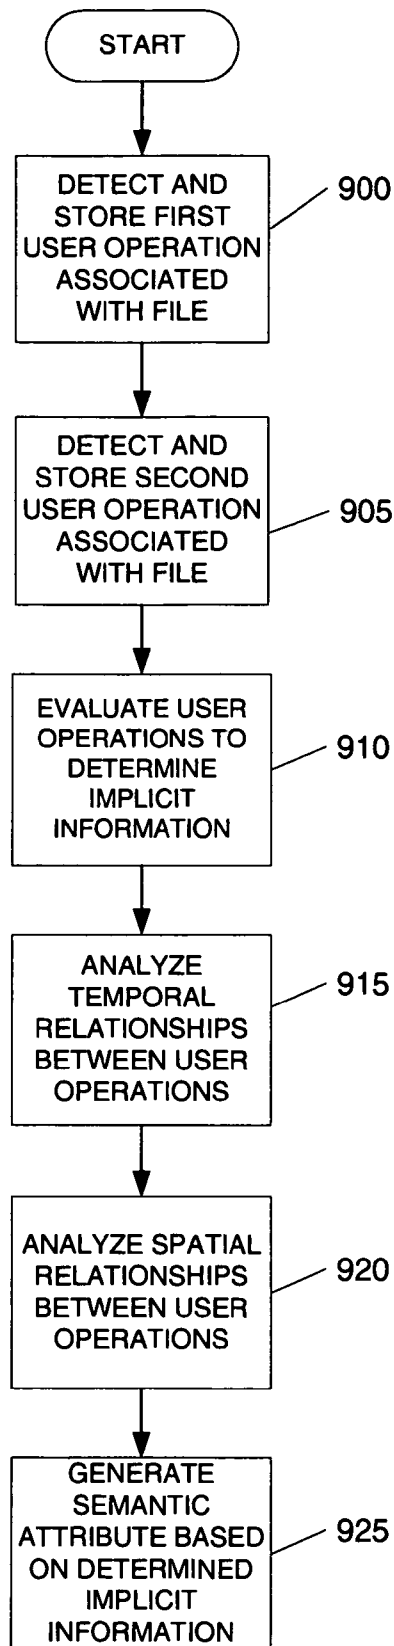 START
DETECT AND
STORE FIRST
USER OPERATION
ASSOCIATED
WITH FILE
900
DETECT AND
STORE SECOND
USER OPERATION
ASSOCIATED
WITH FILE
905
EVALUATE USER
OPERATIONS TO
DETERMINE
IMPLICIT
INFORMATION
910
ANALYZE
TEMPORAL
RELATIONSHIPS
BETWEEN USER
OPERATIONS
915
ANALYZE SPATIAL
RELATIONSHIPS
BETWEEN USER
OPERATIONS
920
GENERATE
SEMANTIC
ATTRIBUTE BASED
ON DETERMINED
IMPLICIT
INFORMATION
925